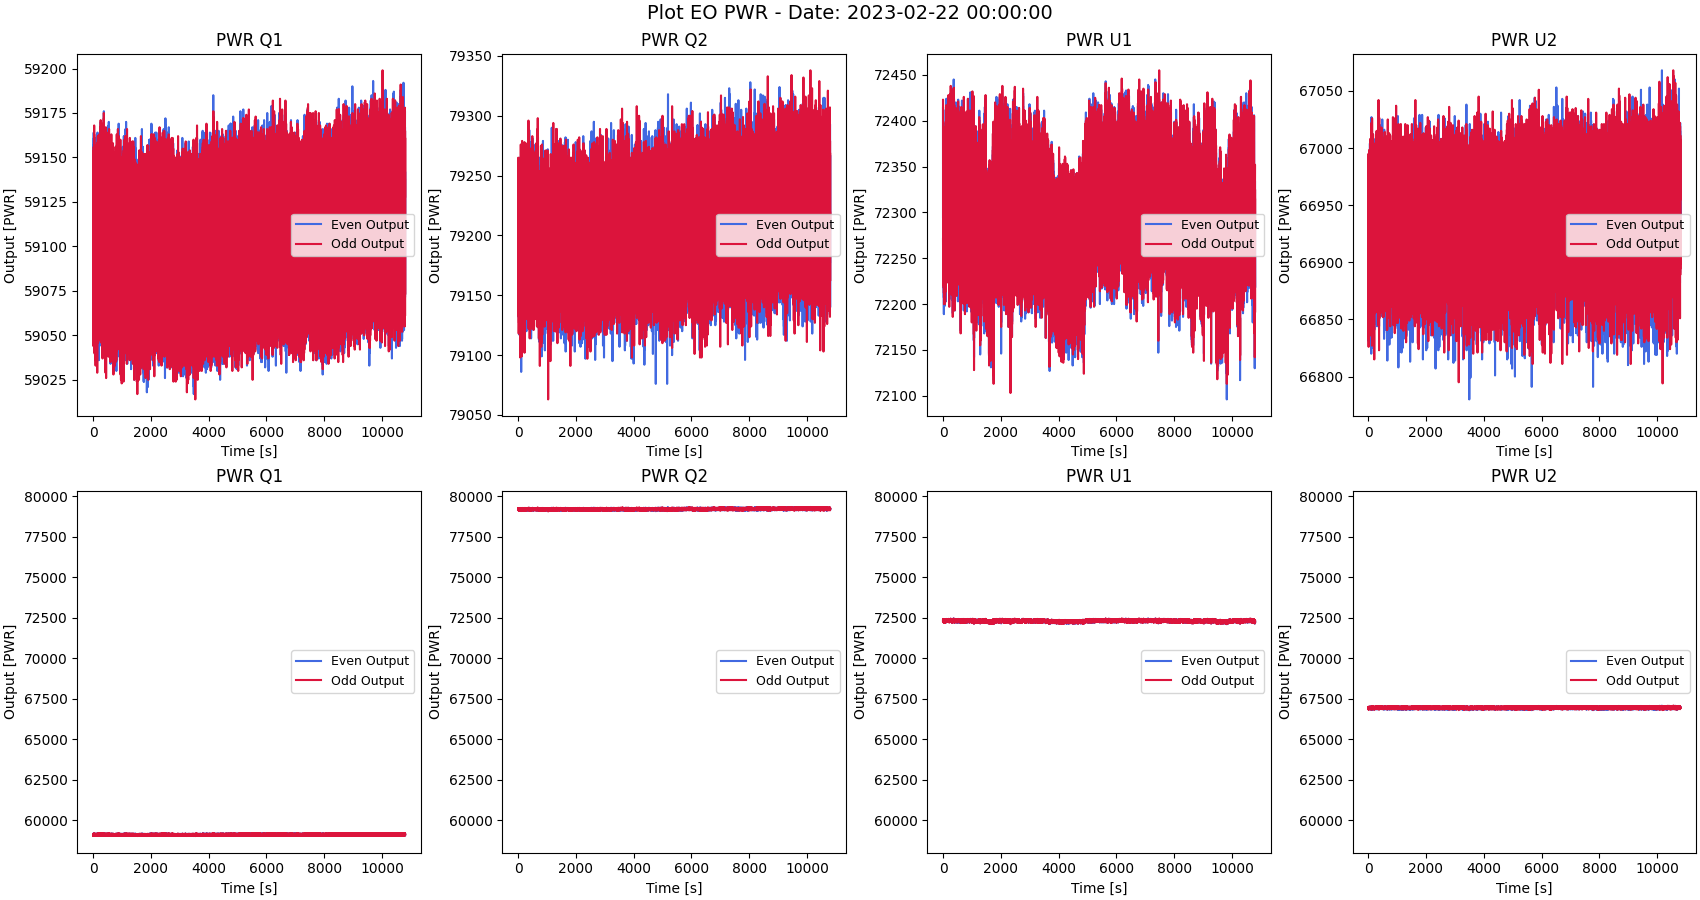 Plot EO PWR - Date: 2023-02-22 00:00:00
PWR Q1
Output [PWR]
59200
59175
59150
59125
59100
59075
59050
59025
0 2000 4000 6000 8000 10000
Time [s]
Even Output
Odd Output
PWR Q2
Output [PWR]
79350
79300
79250
79200
79150
79100
79050
0 2000 4000 6000 8000 10000
Time [s]
Even Output
Odd Output
PWR U1
Output [PWR]
72450
72400
72350
72300
72250
72200
72150
72100
0 2000 4000 6000 8000 10000
Time [s]
Even Output
Odd Output
PWR U2
Output [PWR]
67050
67000
66950
66900
66850
66800
0 2000 4000 6000 8000 10000
Time [s]
Even Output
Odd Output
PWR Q1
Output [PWR]
80000
77500
75000
72500
70000
67500
65000
62500
60000
0 2000 4000 6000 8000 10000
Time [s]
Even Output
Odd Output
PWR Q2
Output [PWR]
80000
77500
75000
72500
70000
67500
65000
62500
60000
0 2000 4000 6000 8000 10000
Time [s]
Even Output
Odd Output
PWR U1
Output [PWR]
80000
77500
75000
72500
70000
67500
65000
62500
60000
0 2000 4000 6000 8000 10000
Time [s]
Even Output
Odd Output
PWR U2
Output [PWR]
80000
77500
75000
72500
70000
67500
65000
62500
60000
0 2000 4000 6000 8000 10000
Time [s]
Even Output
Odd Output